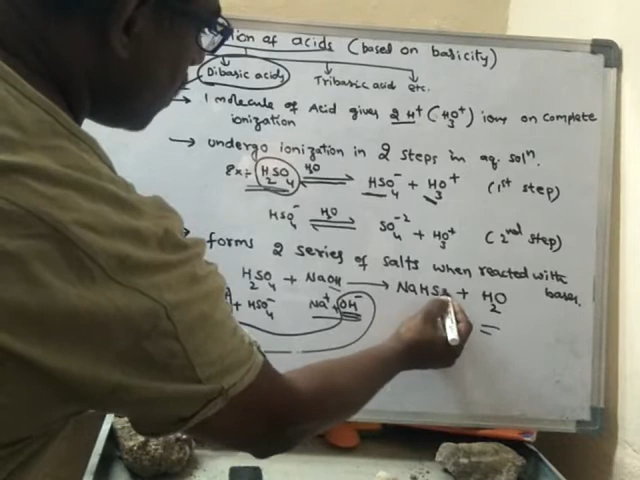 of acids (based on basicity)
Dibasic acids Tribasic acid etc.
→ 1 molecule of Acid gives 2 H⁺ (H₃O⁺) ions on complete
ionization
→ undergo ionization in 2 steps in aq. solⁿ.
Ex:- H₂SO₄ ⇌ H₂O HSO₄⁻ + H₃O⁺ (1st step)
HSO₄⁻ ⇌ H₂O SO₄⁻² + H₃O⁺ (2nd step)
forms 2 series of salts when reacted with
bases.
H₂SO₄ + NaOH → NaHS + H₂O
+ HSO₄⁻ Na⁺ + OH⁻